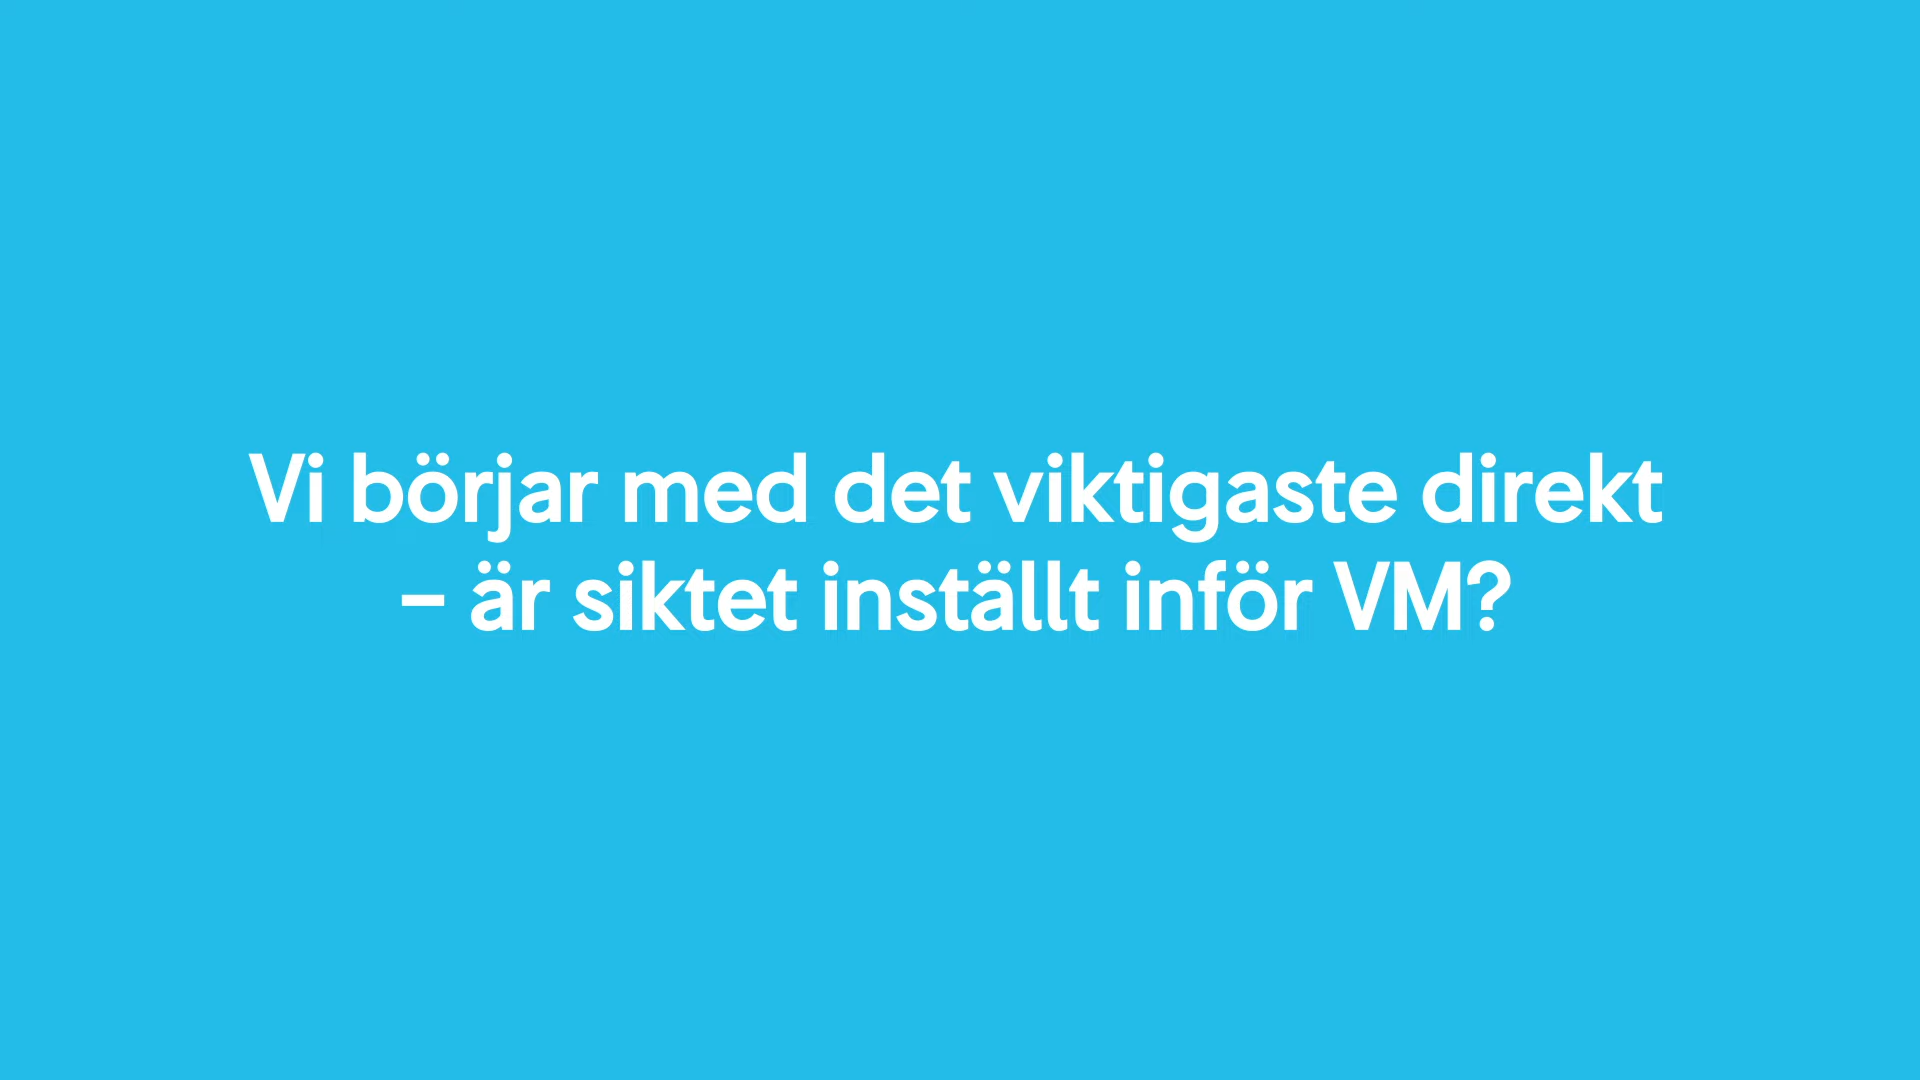 Vi börjar med det viktigaste direkt
– är siktet inställt inför VM?